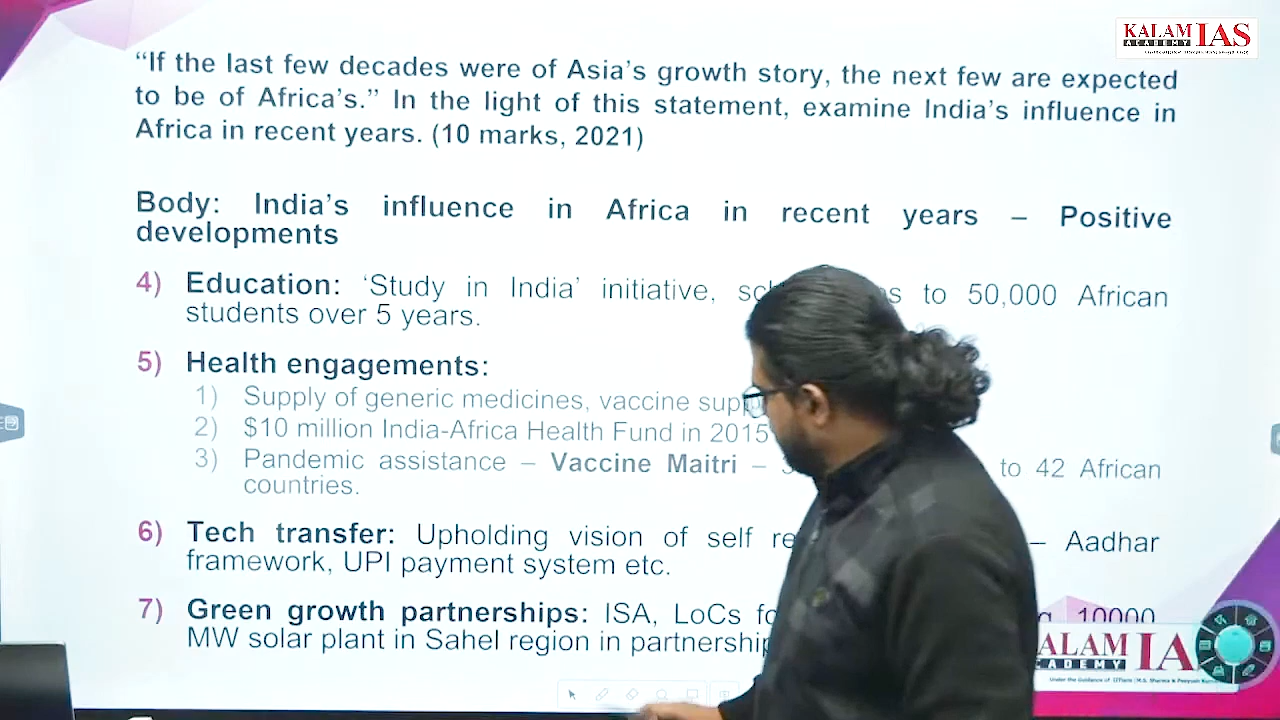 KALAM IAS
ACADEMY
“If the last few decades were of Asia’s growth story, the next few are expected
to be of Africa’s.” In the light of this statement, examine India’s influence in
Africa in recent years. (10 marks, 2021)
Body: India’s influence in Africa in recent years – Positive
developments
4) Education: ‘Study in India’ initiative, to 50,000 African
students over 5 years.
5) Health engagements:
1) Supply of generic medicines, vaccine
2) $10 million India-Africa Health Fund in 2015
3) Pandemic assistance – Vaccine Maitri – to 42 African
countries.
6) Tech transfer: Upholding vision of self – Aadhar
framework, UPI payment system etc.
7) Green growth partnerships: ISA, LoCs 10000
MW solar plant in Sahel region in
KALAM IA
ACADEMY